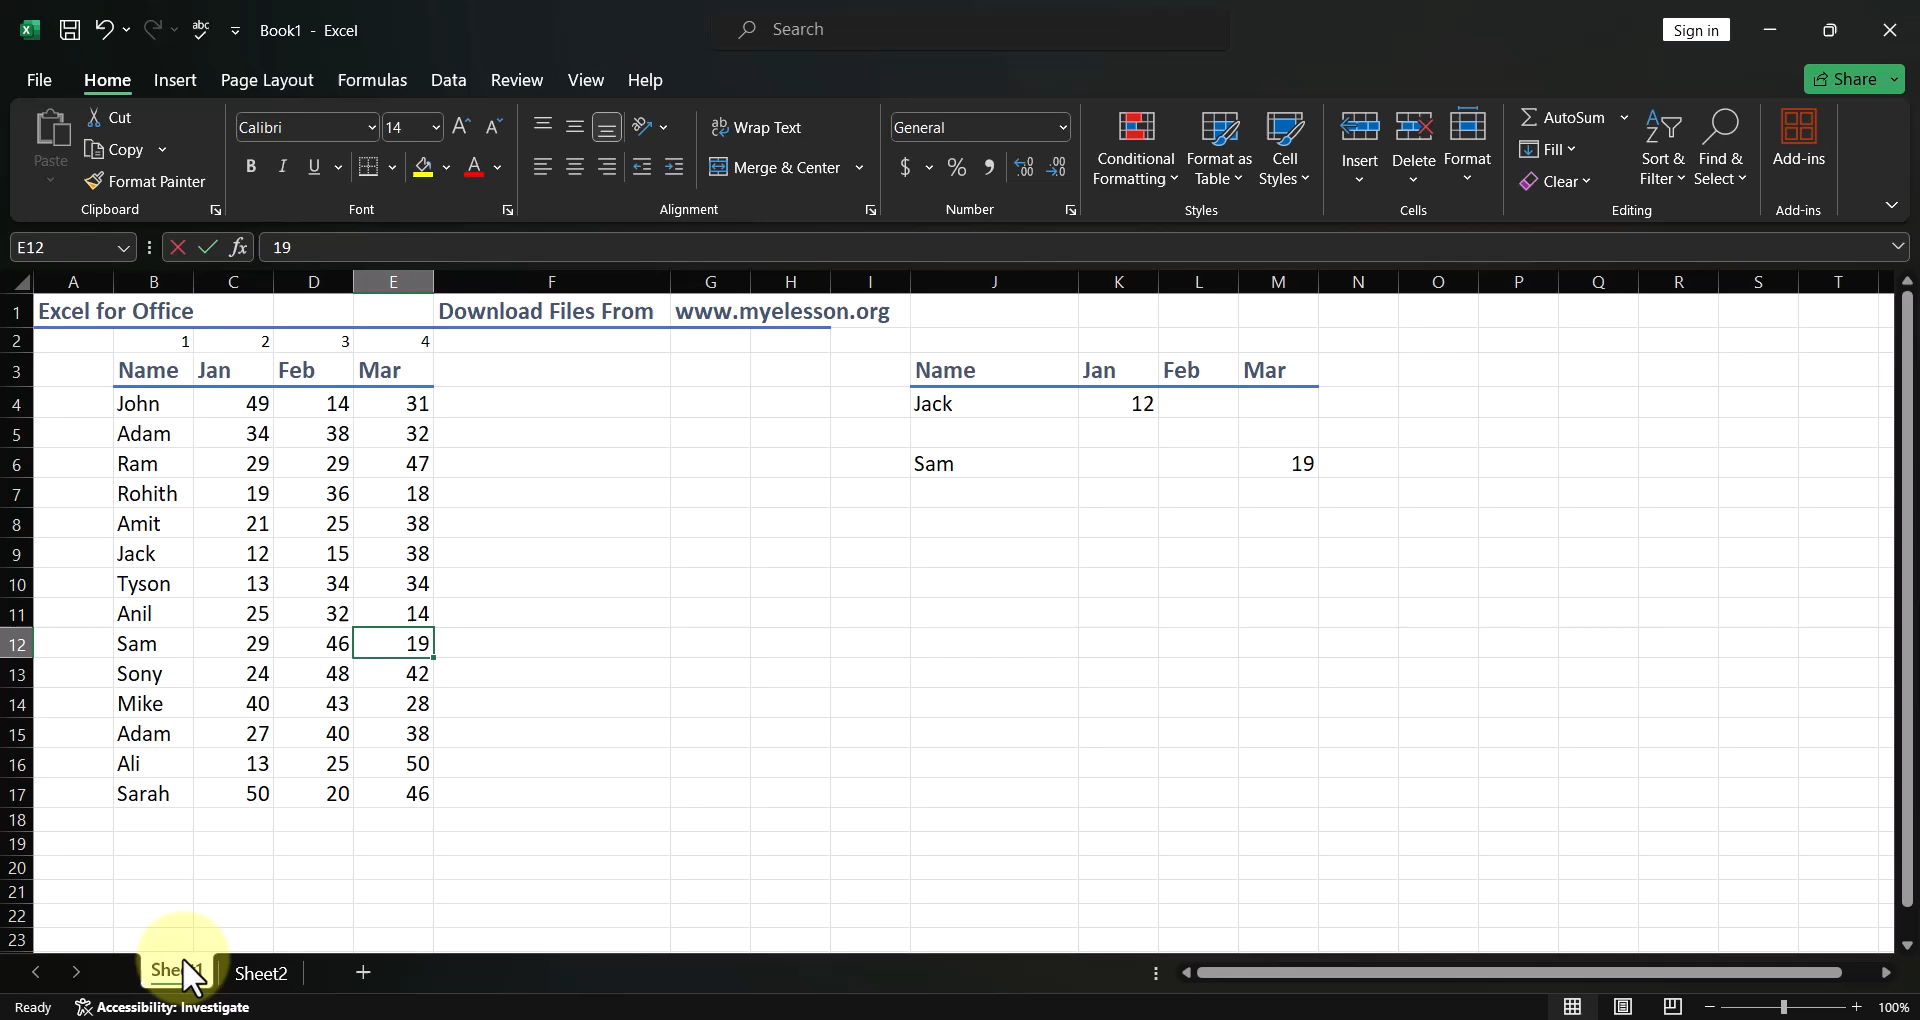 Book1 - Excel
Search
Sign in
File Home Insert Page Layout Formulas Data Review View Help
Share
Paste
Cut
Copy
Format Painter
Clipboard
Calibri 14
B I U
Font
Wrap Text
Merge & Center
Alignment
General
$ % ,
Number
Conditional Formatting
Format as Table
Cell Styles
Styles
Insert Delete Format
Cells
AutoSum
Fill
Clear
Sort & Filter
Find & Select
Editing
Add-ins
Add-ins
E12 fx 19
A B C D E F G H I J K L M N O P Q R S T
1 Excel for Office Download Files From www.myelesson.org
2 1 2 3 4
3 Name Jan Feb Mar Name Jan Feb Mar
4 John 49 14 31 Jack 12
5 Adam 34 38 32
6 Ram 29 29 47 Sam 19
7 Rohith 19 36 18
8 Amit 21 25 38
9 Jack 12 15 38
10 Tyson 13 34 34
11 Anil 25 32 14
12 Sam 29 46 19
13 Sony 24 48 42
14 Mike 40 43 28
15 Adam 27 40 38
16 Ali 13 25 50
17 Sarah 50 20 46
18
19
20
21
22
23
Sheet2
Ready Accessibility: Investigate 100%